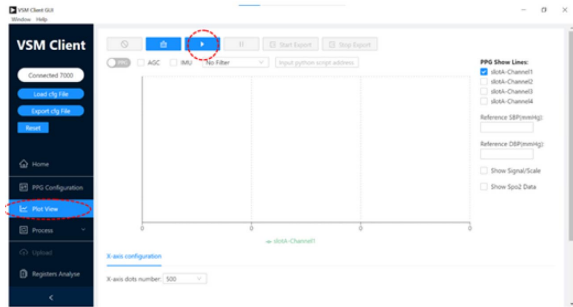 VSM Client GUI
Window Help
VSM Client
Connected 7000
Load cfg File
Export cfg File
Reset
Home
PPG Configuration
Plot View
Process
Upload
Registers Analyse
Start Export
Stop Export
AGC
IMU
No Filter
Input python script address
0
0
0
0
slotA-Channel1
X-axis configuration
X-axis dots number: 500
PPG Show Lines:
slotA-Channel1
slotA-Channel2
slotA-Channel3
slotA-Channel4
Reference SBP(mmHg):
Reference DBP(mmHg):
Show Signal/Scale
Show Spo2 Data